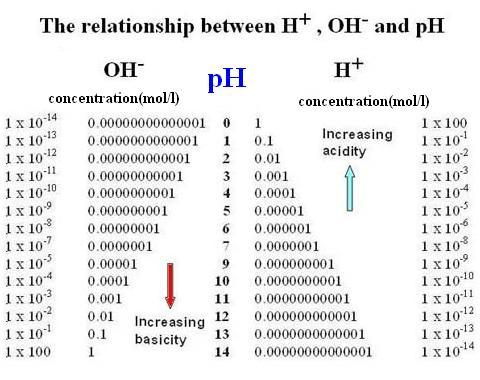 The relationship between H⁺ , OH⁻ and pH
OH⁻ pH H⁺
concentration(mol/l) concentration(mol/l)
1 x 10⁻¹⁴ 0.00000000000001 0 1 1 x 100
1 x 10⁻¹³ 0.0000000000001 1 0.1 1 x 10⁻¹
1 x 10⁻¹² 0.000000000001 2 0.01 1 x 10⁻²
1 x 10⁻¹¹ 0.00000000001 3 0.001 1 x 10⁻³
1 x 10⁻¹⁰ 0.0000000001 4 0.0001 1 x 10⁻⁴
1 x 10⁻⁹ 0.000000001 5 0.00001 1 x 10⁻⁵
1 x 10⁻⁸ 0.00000001 6 0.000001 1 x 10⁻⁶
1 x 10⁻⁷ 0.0000001 7 0.0000001 1 x 10⁻⁸
1 x 10⁻⁵ 0.00001 9 0.000000001 1 x 10⁻⁹
1 x 10⁻⁴ 0.0001 10 0.0000000001 1 x 10⁻¹⁰
1 x 10⁻³ 0.001 11 0.00000000001 1 x 10⁻¹¹
1 x 10⁻² 0.01 12 0.000000000001 1 x 10⁻¹²
1 x 10⁻¹ 0.1 13 0.0000000000001 1 x 10⁻¹³
1 x 100 1 14 0.00000000000001 1 x 10⁻¹⁴
Increasing
acidity
Increasing
basicity